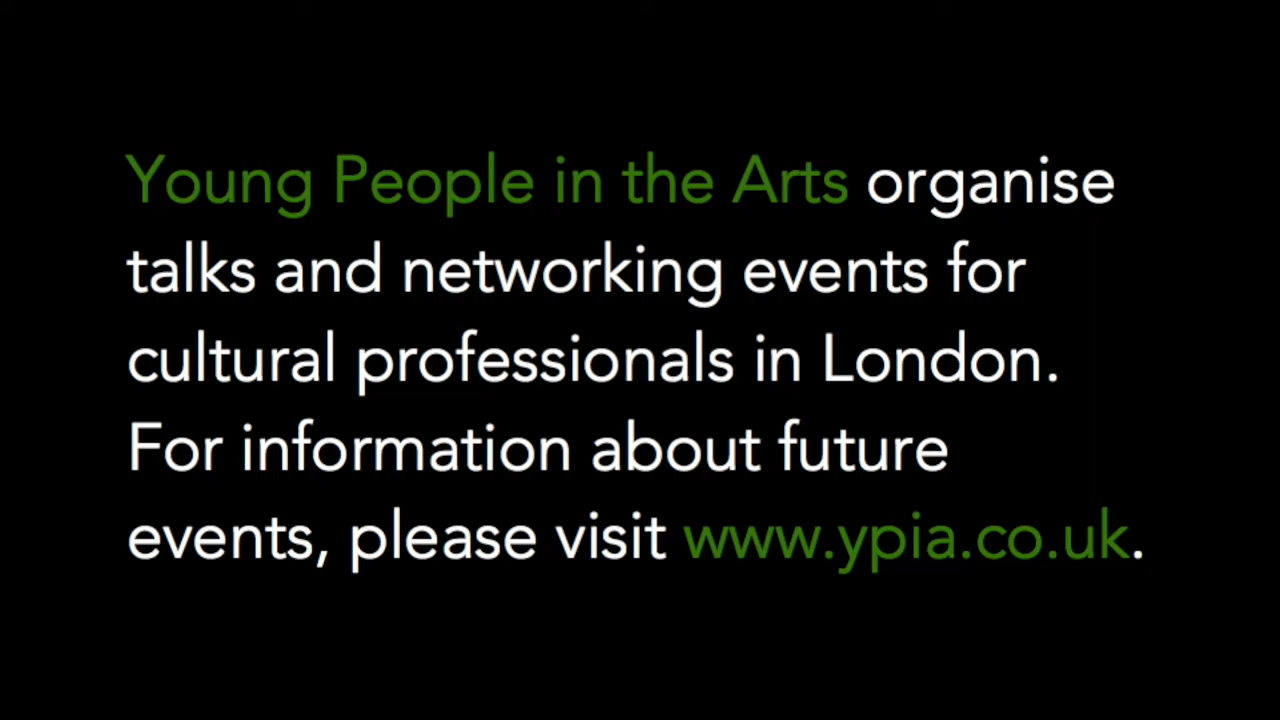 Young People in the Arts organise
talks and networking events for
cultural professionals in London.
For information about future
events, please visit www.ypia.co.uk.